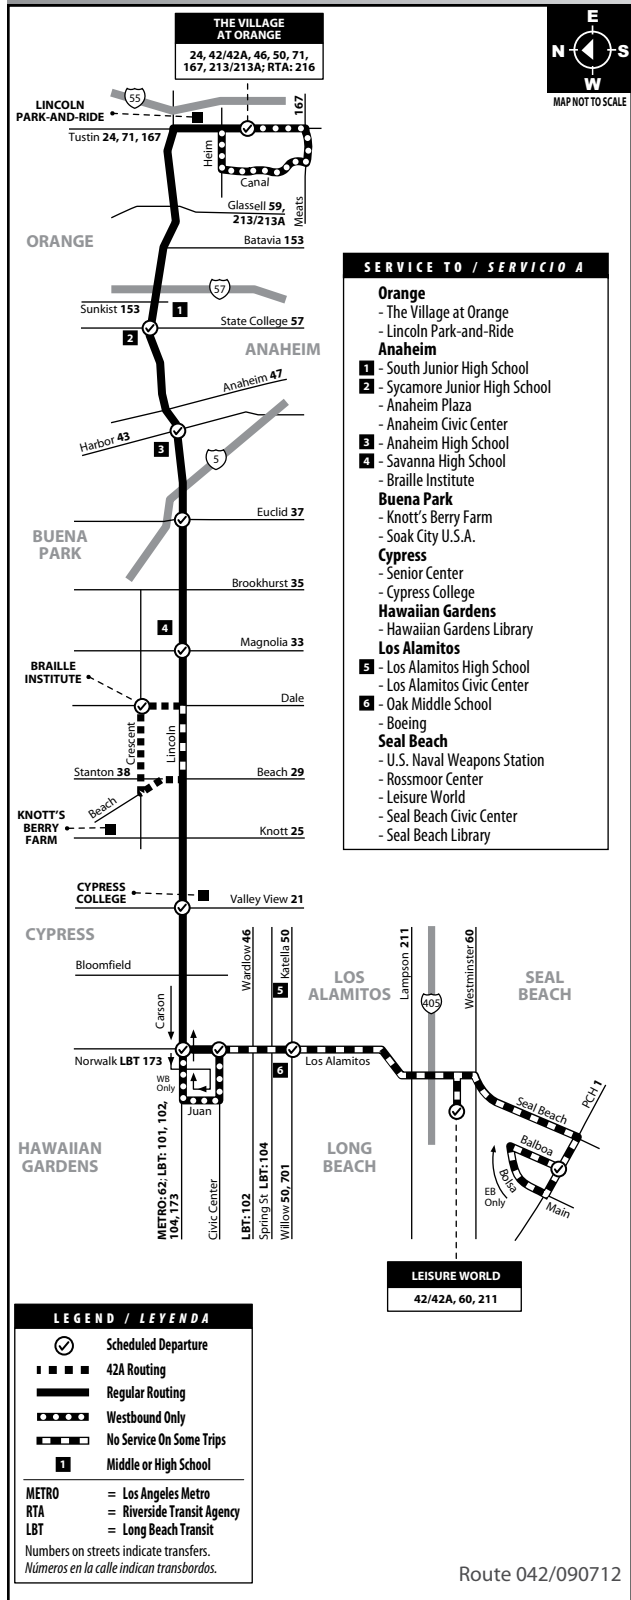 THE VILLAGE
AT ORANGE
24, 42/42A, 46, 50, 71,
167, 213/213A; RTA: 216
E
N
S
W
MAP NOT TO SCALE
55
LINCOLN
PARK-AND-RIDE
167
Tustin 24, 71, 167
Heim
Canal
Meats
Glassell 59,
213/213A
ORANGE
Batavia 153
57
Sunkist 153
1
State College 57
2
ANAHEIM
Anaheim 47
Harbor 43
3
5
Euclid 37
BUENA
PARK
Brookhurst 35
4
Magnolia 33
BRAILLE
INSTITUTE
Dale
Crescent
Lincoln
Stanton 38
Beach 29
Beach
KNOTT'S
BERRY
FARM
Knott 25
CYPRESS
COLLEGE
Valley View 21
CYPRESS
Bloomfield
Carson
Wardlow 46
Katella 50
5
LOS
ALAMITOS
Lampson 211
405
Westminster 60
SEAL
BEACH
Norwalk LBT 173
WB
Only
Juan
6
Los Alamitos
Seal Beach
PCH 1
Balboa
Bolsa
EB
Only
Main
HAWAIIAN
GARDENS
METRO: 62; LBT: 101, 102,
104, 173
Civic Center
LBT: 102
Spring St LBT: 104
Willow 50, 701
LONG
BEACH
LEISURE WORLD
42/42A, 60, 211
SERVICE TO / SERVICIO A
Orange
- The Village at Orange
- Lincoln Park-and-Ride
Anaheim
1 - South Junior High School
2 - Sycamore Junior High School
- Anaheim Plaza
- Anaheim Civic Center
3 - Anaheim High School
4 - Savanna High School
- Braille Institute
Buena Park
- Knott's Berry Farm
- Soak City U.S.A.
Cypress
- Senior Center
- Cypress College
Hawaiian Gardens
- Hawaiian Gardens Library
Los Alamitos
5 - Los Alamitos High School
- Los Alamitos Civic Center
6 - Oak Middle School
- Boeing
Seal Beach
- U.S. Naval Weapons Station
- Rossmoor Center
- Leisure World
- Seal Beach Civic Center
- Seal Beach Library
LEGEND / LEYENDA
Scheduled Departure
42A Routing
Regular Routing
Westbound Only
No Service On Some Trips
1 Middle or High School
METRO = Los Angeles Metro
RTA = Riverside Transit Agency
LBT = Long Beach Transit
Numbers on streets indicate transfers.
Números en la calle indican transbordos.
Route 042/090712